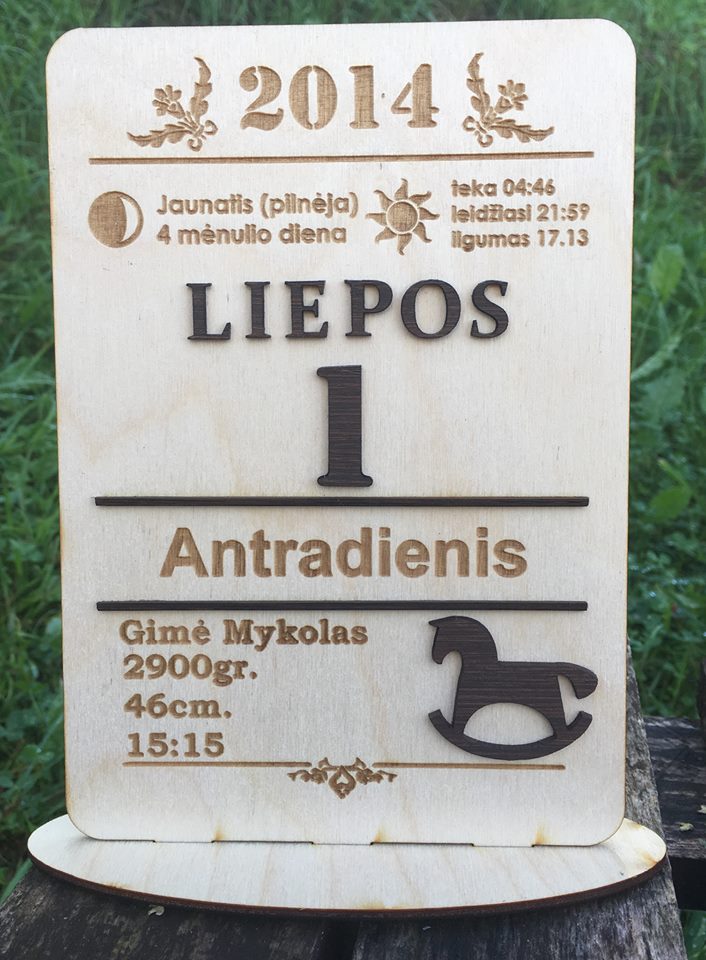 2014
Jaunatis (pilnėja)
4 mėnulio diena
teka 04:46
leidžiasi 21:59
ilgumas 17.13
LIEPOS
1
Antradienis
Gimė Mykolas
2900gr.
46cm.
15:15